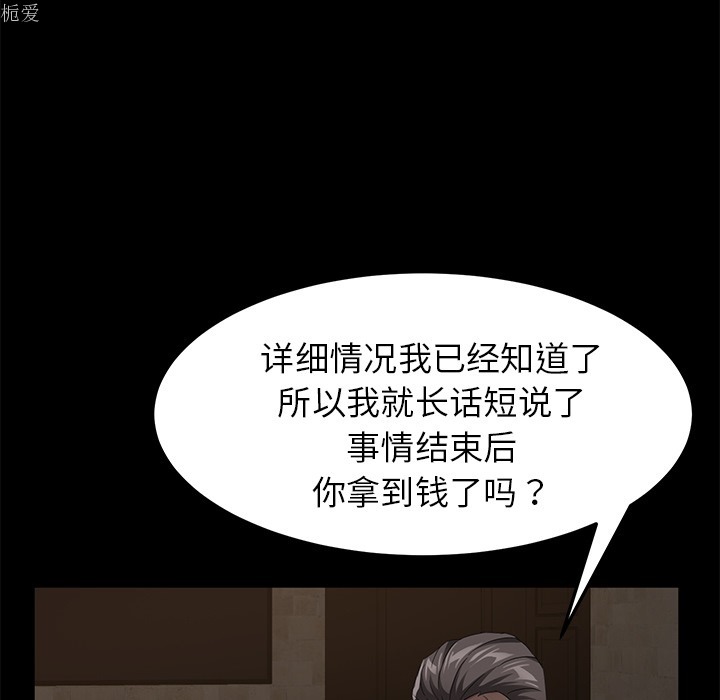 栀爱
详细情况我已经知道了
所以我就长话短说了
事情结束后
你拿到钱了吗？